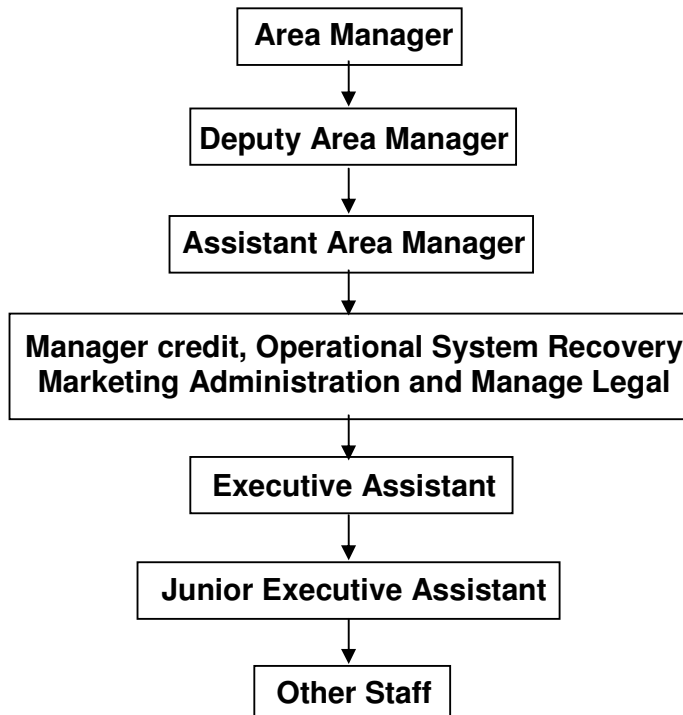 Area Manager
Deputy Area Manager
Assistant Area Manager
Manager credit, Operational System Recovery
Marketing Administration and Manage Legal
Executive Assistant
Junior Executive Assistant
Other Staff